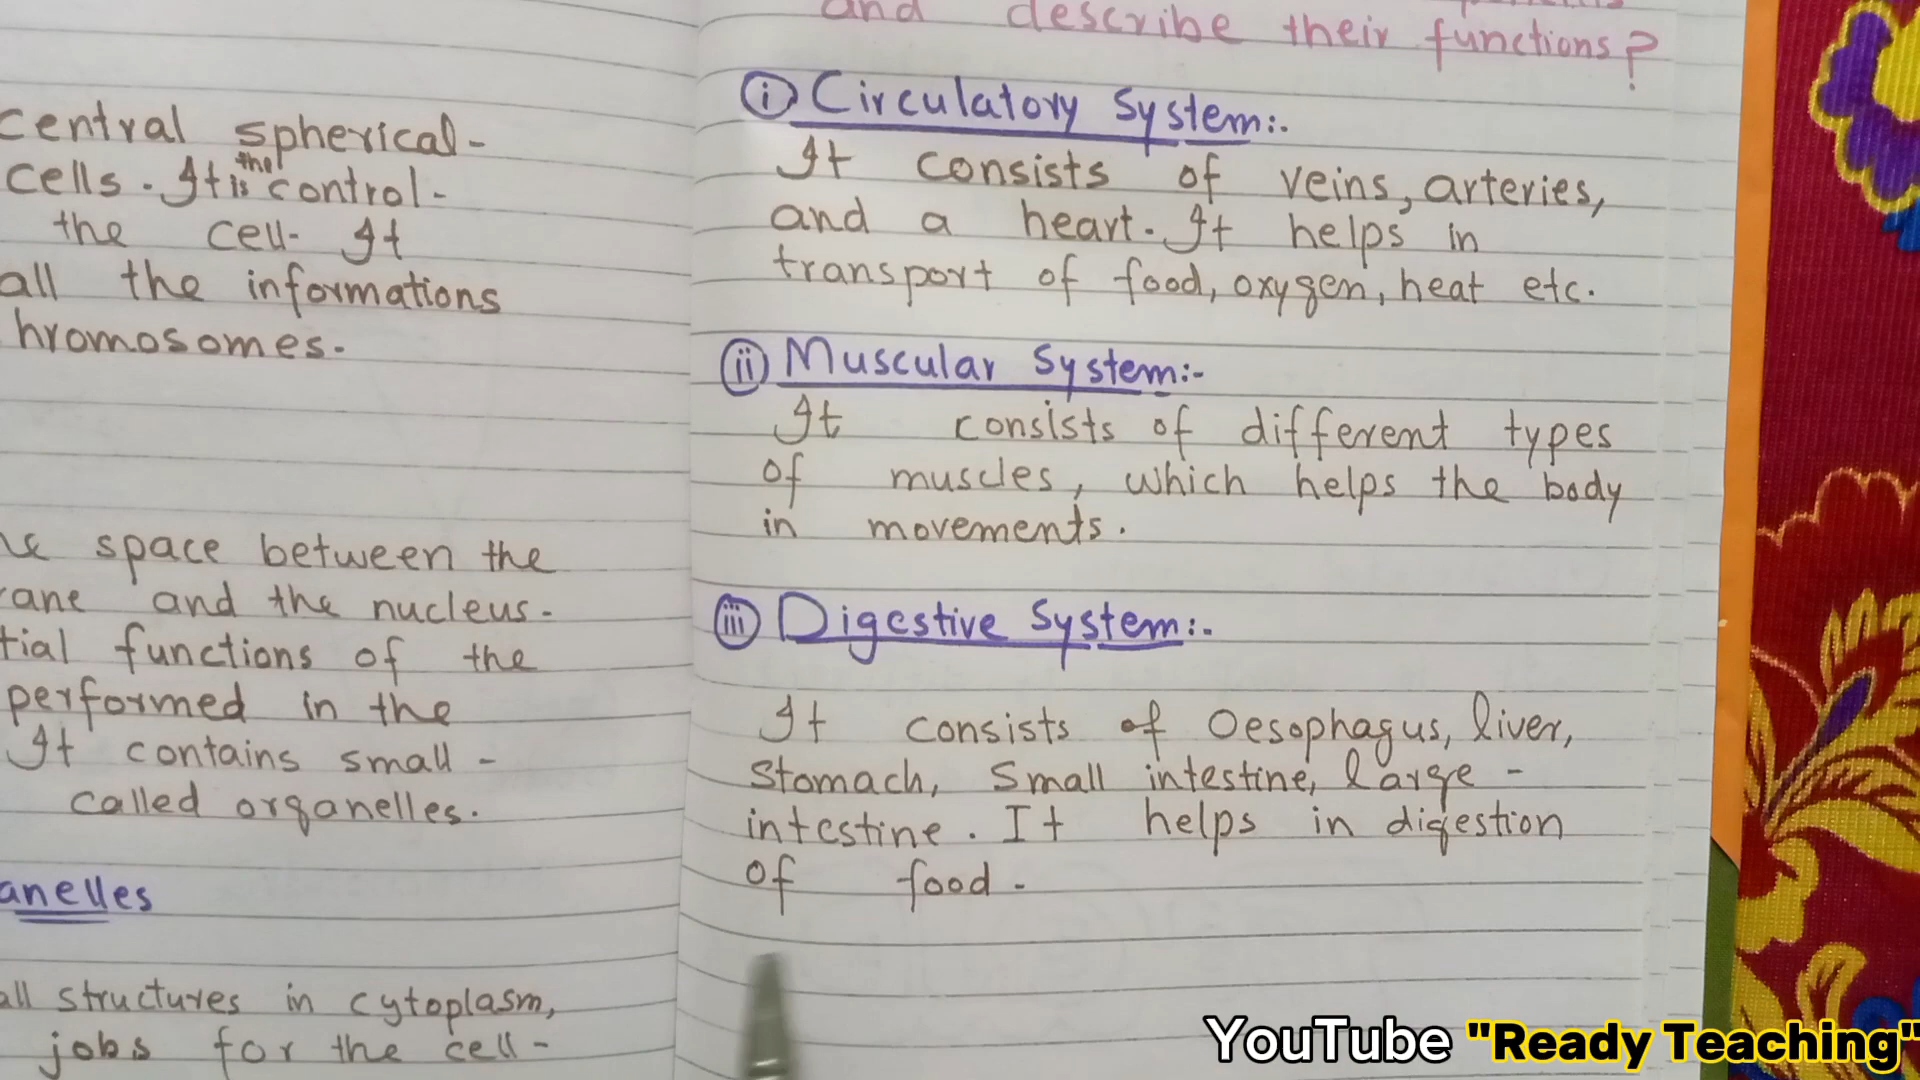 central spherical-
cells. It is the control-
the cell. It
all the informations
hromosomes.
space between the
ane and the nucleus.
tial functions of the
performed in the
It contains small -
called organelles.
anelles
all structures in cytoplasm,
jobs for the cell-
and describe their functions?
(i) Circulatory System:.
It consists of veins, arteries,
and a heart. It helps in
transport of food, oxygen, heat etc.
(ii) Muscular System:-
It consists of different types
of muscles, which helps the body
in movements.
(iii) Digestive System:.
It consists of Oesophagus, liver,
Stomach, Small intestine, large -
intestine. It helps in digestion
of food.
YouTube "Ready Teaching"